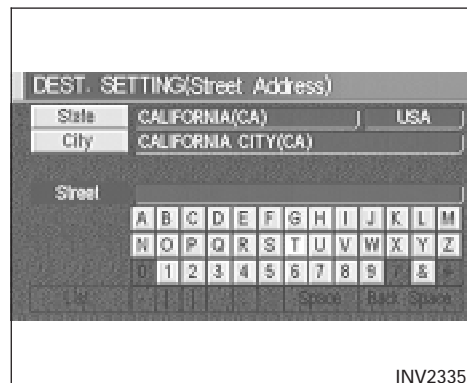 DEST. SETTING(Street Address)
State CALIFORNIA(CA) USA
City CALIFORNIA CITY(CA)
Street
A B C D E F G H I J K L M
N O P Q R S T U V W X Y Z
0 1 2 3 4 5 6 7 8 9 &
List Space Back Space
INV2335